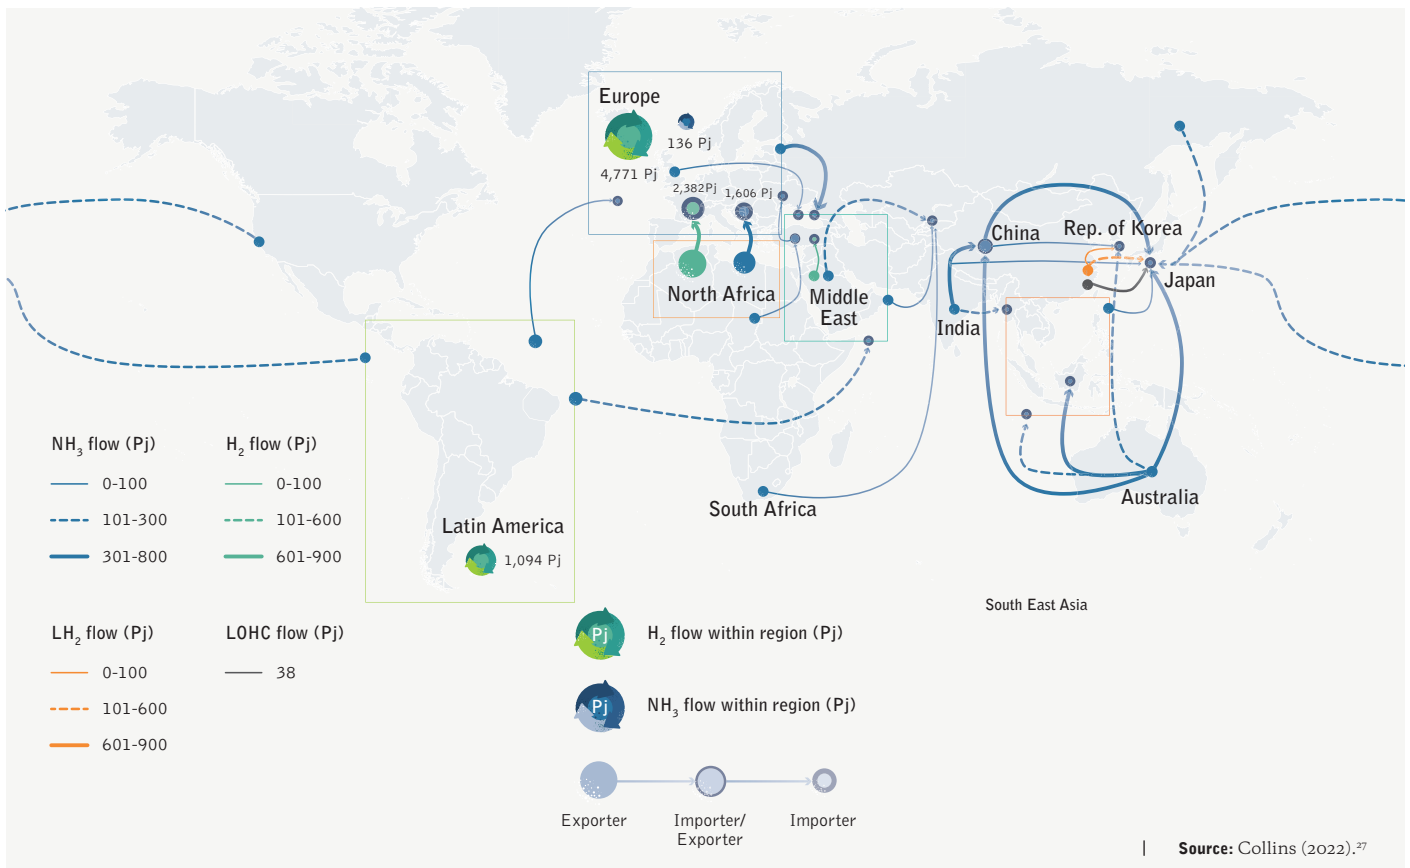 Europe
136 Pj
4,771 Pj
2,382Pj
1,606 Pj
North Africa
Middle
East
China
Rep. of Korea
Japan
India
South Africa
Australia
Latin America
1,094 Pj
South East Asia
NH₃ flow (Pj)
0-100
101-300
301-800
H₂ flow (Pj)
0-100
101-600
601-900
LH₂ flow (Pj)
0-100
101-600
601-900
LOHC flow (Pj)
38
Pj
H₂ flow within region (Pj)
Pj
NH₃ flow within region (Pj)
Exporter
Importer/
Exporter
Importer
| Source: Collins (2022).²⁷